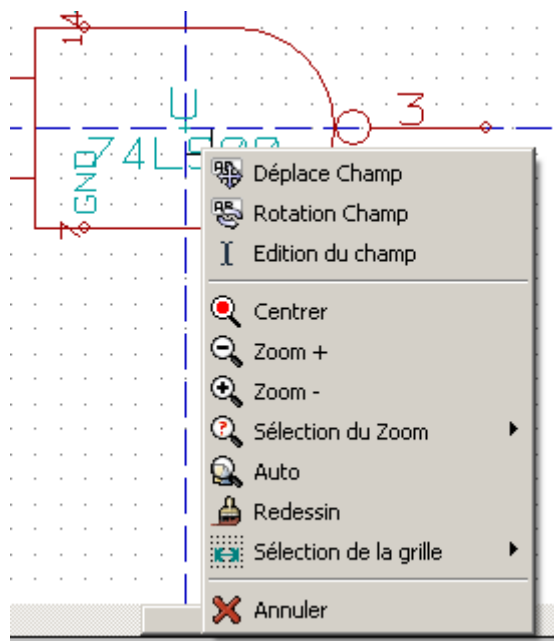 14
U
3
74LS00
GND
7
Déplace Champ
Rotation Champ
Edition du champ
Centrer
Zoom +
Zoom -
Sélection du Zoom
Auto
Redessin
Sélection de la grille
Annuler